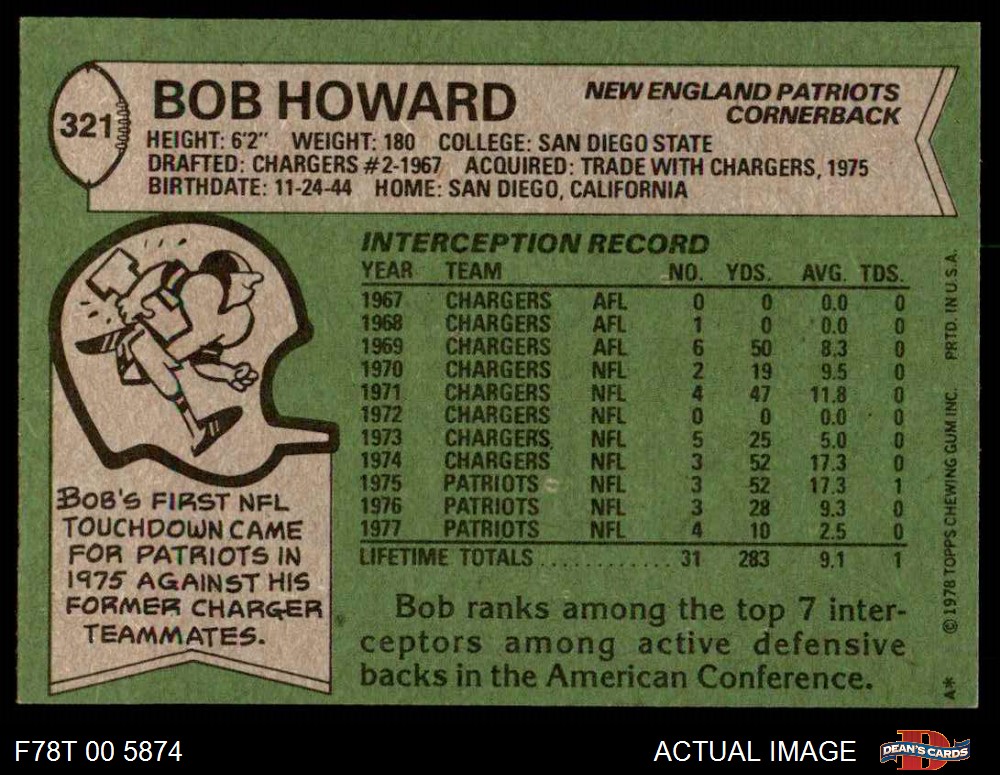 321
BOB HOWARD
NEW ENGLAND PATRIOTS
CORNERBACK
HEIGHT: 6'2" WEIGHT: 180 COLLEGE: SAN DIEGO STATE
DRAFTED: CHARGERS #2-1967 ACQUIRED: TRADE WITH CHARGERS, 1975
BIRTHDATE: 11-24-44 HOME: SAN DIEGO, CALIFORNIA
INTERCEPTION RECORD
YEAR TEAM NO. YDS. AVG. TDS.
1967 CHARGERS AFL 0 0 0.0 0
1968 CHARGERS AFL 1 0 0.0 0
1969 CHARGERS AFL 6 50 8.3 0
1970 CHARGERS NFL 2 19 9.5 0
1971 CHARGERS NFL 4 47 11.8 0
1972 CHARGERS NFL 0 0 0.0 0
1973 CHARGERS NFL 5 25 5.0 0
1974 CHARGERS NFL 3 52 17.3 0
1975 PATRIOTS NFL 3 52 17.3 1
1976 PATRIOTS NFL 3 28 9.3 0
1977 PATRIOTS NFL 4 10 2.5 0
LIFETIME TOTALS............ 31 283 9.1 1
BOB'S FIRST NFL
TOUCHDOWN CAME
FOR PATRIOTS IN
1975 AGAINST HIS
FORMER CHARGER
TEAMMATES.
Bob ranks among the top 7 inter-
ceptors among active defensive
backs in the American Conference.
A* © 1978 TOPPS CHEWING GUM INC. PRTD. IN U.S.A.
F78T 00 5874
ACTUAL IMAGE
D
DEAN'S CARDS